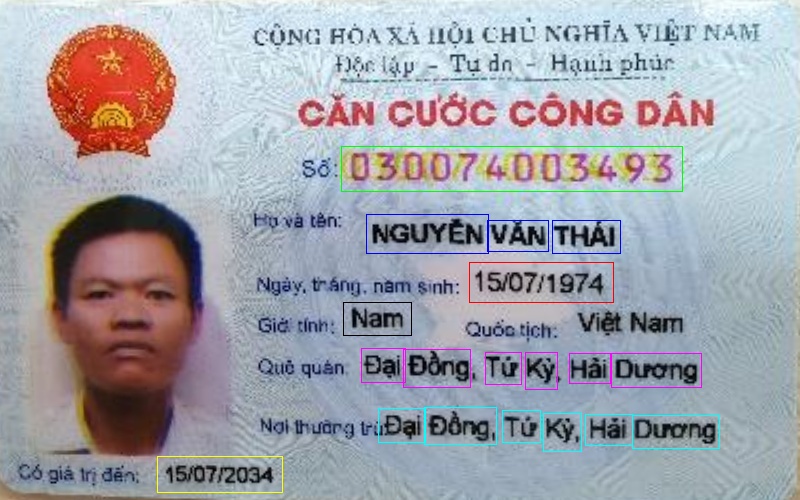 CỘNG HÒA XÃ HỘI CHỦ NGHĨA VIỆT NAM
Độc lập - Tự do - Hạnh phúc
CĂN CƯỚC CÔNG DÂN
Số: 030074003493
Họ và tên: NGUYỄN VĂN THÁI
Ngày, tháng, năm sinh: 15/07/1974
Giới tính: Nam Quốc tịch: Việt Nam
Quê quán: Đại Đồng, Tứ Kỳ, Hải Dương
Nơi thường trú: Đại Đồng, Tứ Kỳ, Hải Dương
Có giá trị đến: 15/07/2034